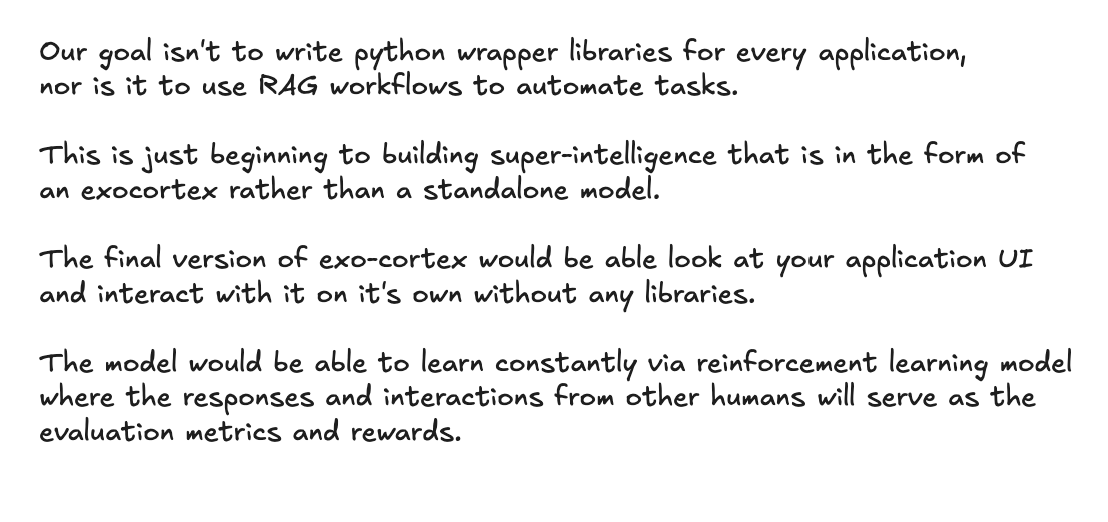 Our goal isn't to write python wrapper libraries for every application,
nor is it to use RAG workflows to automate tasks.
This is just beginning to building super-intelligence that is in the form of
an exocortex rather than a standalone model.
The final version of exo-cortex would be able look at your application UI
and interact with it on it's own without any libraries.
The model would be able to learn constantly via reinforcement learning model
where the responses and interactions from other humans will serve as the
evaluation metrics and rewards.